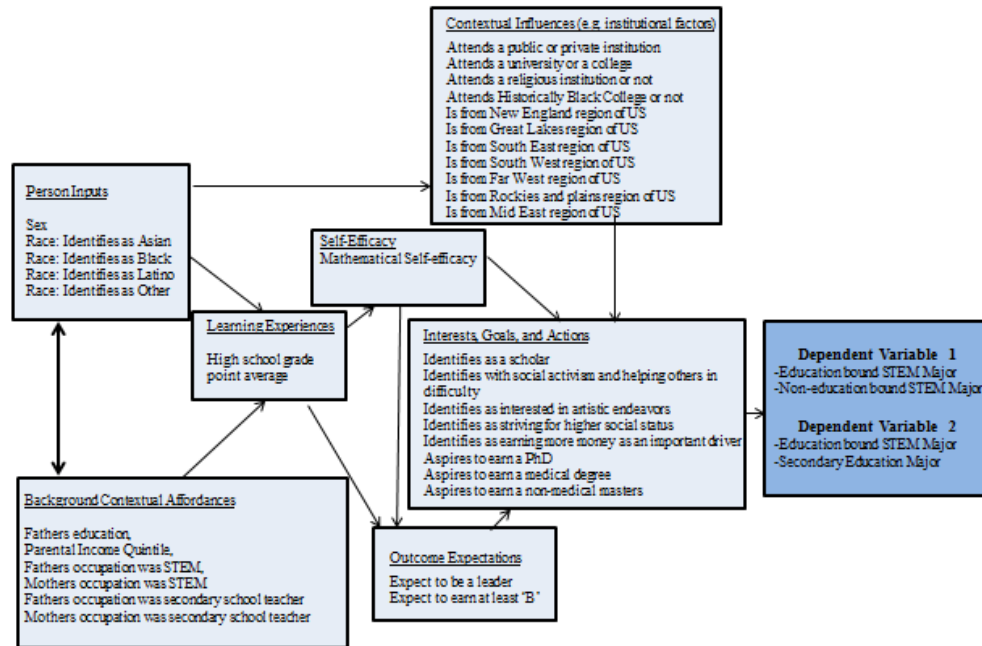 Contextual Influences (e.g. institutional factors)
Attends a public or private institution
Attends a university or a college
Attends a religious institution or not
Attends Historically Black College or not
Is from New England region of US
Is from Great Lakes region of US
Is from South East region of US
Is from South West region of US
Is from Far West region of US
Is from Rockies and plains region of US
Is from Mid East region of US
Person Inputs
Sex
Race: Identifies as Asian
Race: Identifies as Black
Race: Identifies as Latino
Race: Identifies as Other
Self-Efficacy
Mathematical Self-efficacy
Learning Experiences
High school grade
point average
Interests, Goals, and Actions
Identifies as a scholar
Identifies with social activism and helping others in
difficulty
Identifies as interested in artistic endeavors
Identifies as striving for higher social status
Identifies as earning more money as an important driver
Aspires to earn a PhD
Aspires to earn a medical degree
Aspires to earn a non-medical masters
Dependent Variable 1
-Education bound STEM Major
-Non-education bound STEM Major
Dependent Variable 2
-Education bound STEM Major
-Secondary Education Major
Background Contextual Affordances
Fathers education,
Parental Income Quintile,
Fathers occupation was STEM,
Mothers occupation was STEM
Fathers occupation was secondary school teacher
Mothers occupation was secondary school teacher
Outcome Expectations
Expect to be a leader
Expect to earn at least "B"